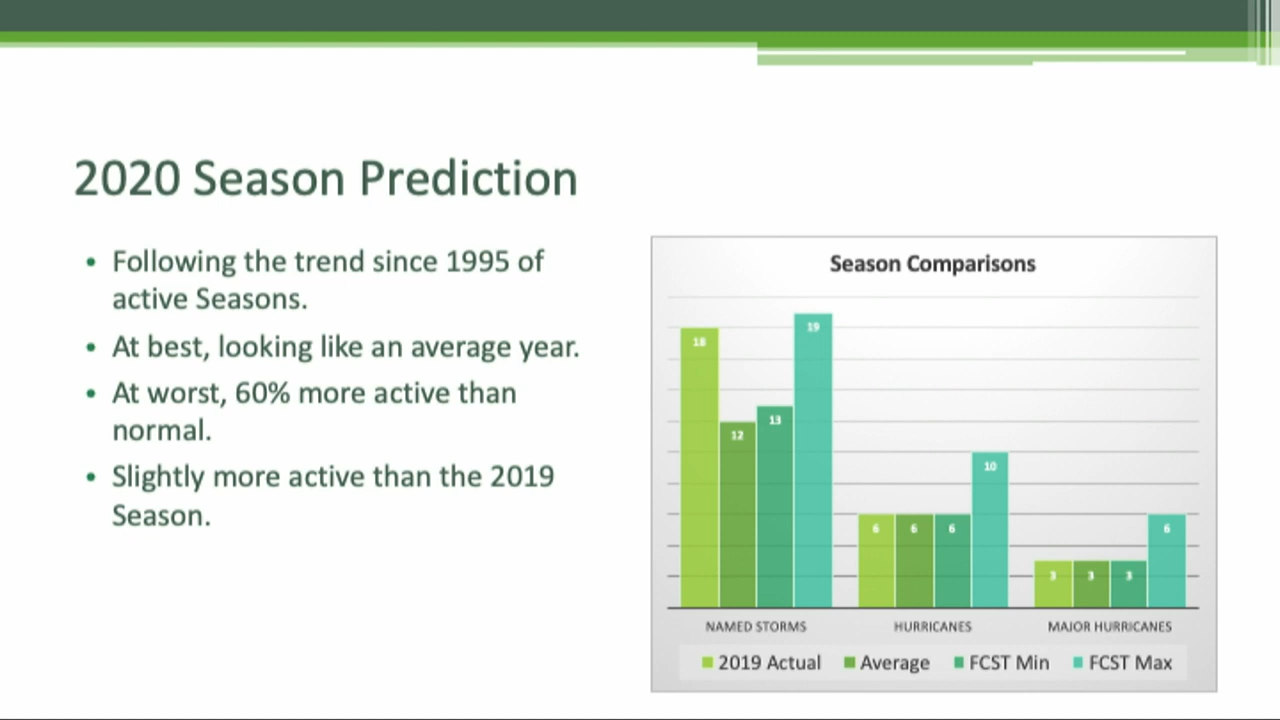 2020 Season Prediction
• Following the trend since 1995 of
active Seasons.
• At best, looking like an average year.
• At worst, 60% more active than
normal.
• Slightly more active than the 2019
Season.
Season Comparisons
18
12
13
19
6
6
6
10
3
3
3
6
NAMED STORMS
HURRICANES
MAJOR HURRICANES
2019 Actual
Average
FCST Min
FCST Max